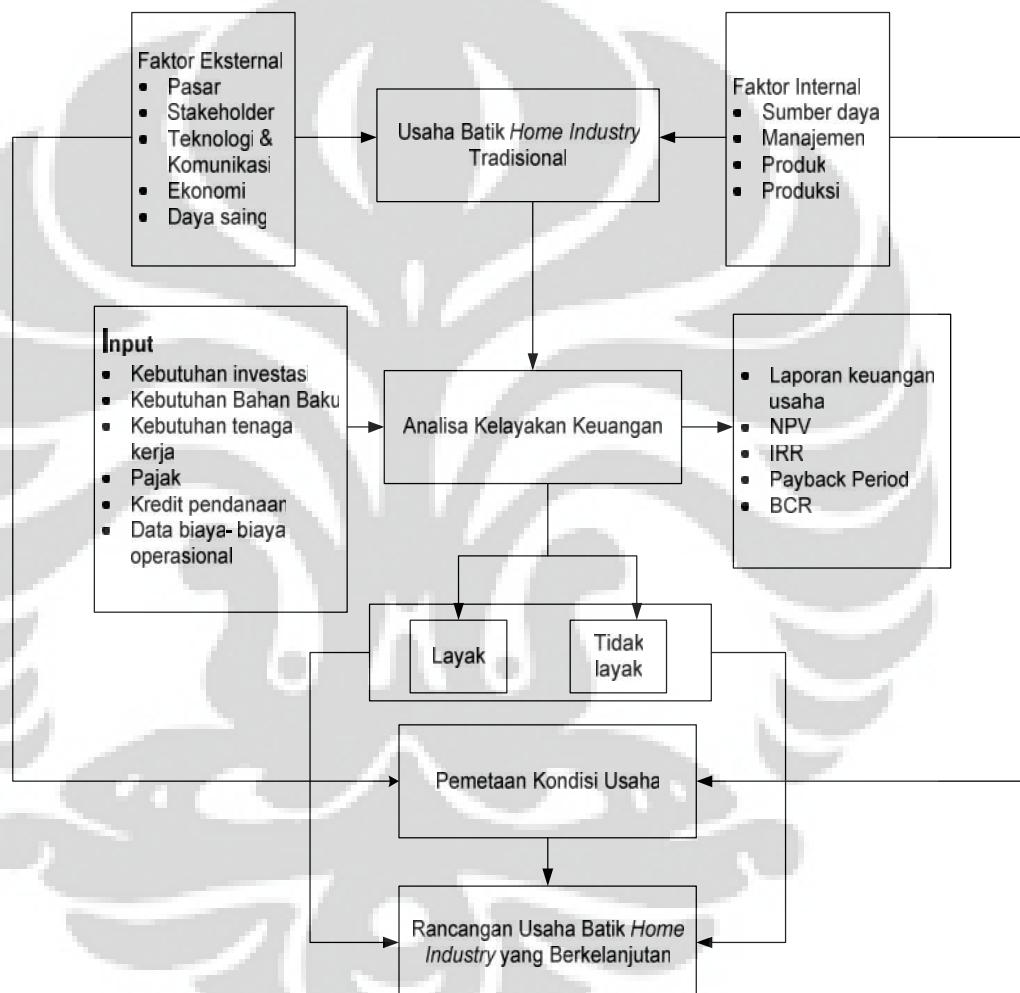 Faktor Eksternal
▪ Pasar
▪ Stakeholder
▪ Teknologi &
Komunikasi
▪ Ekonomi
▪ Daya saing
Usaha Batik Home Industry
Tradisional
Faktor Internal
▪ Sumber daya
▪ Manajemen
▪ Produk
▪ Produksi
Input
▪ Kebutuhan investasi
▪ Kebutuhan Bahan Baku
▪ Kebutuhan tenaga
kerja
▪ Pajak
▪ Kredit pendanaan
▪ Data biaya- biaya
operasional
Analisa Kelayakan Keuangan
▪ Laporan keuangan
usaha
▪ NPV
▪ IRR
▪ Payback Period
▪ BCR
Layak
Tidak
layak
Pemetaan Kondisi Usaha
Rancangan Usaha Batik Home
Industry yang Berkelanjutan